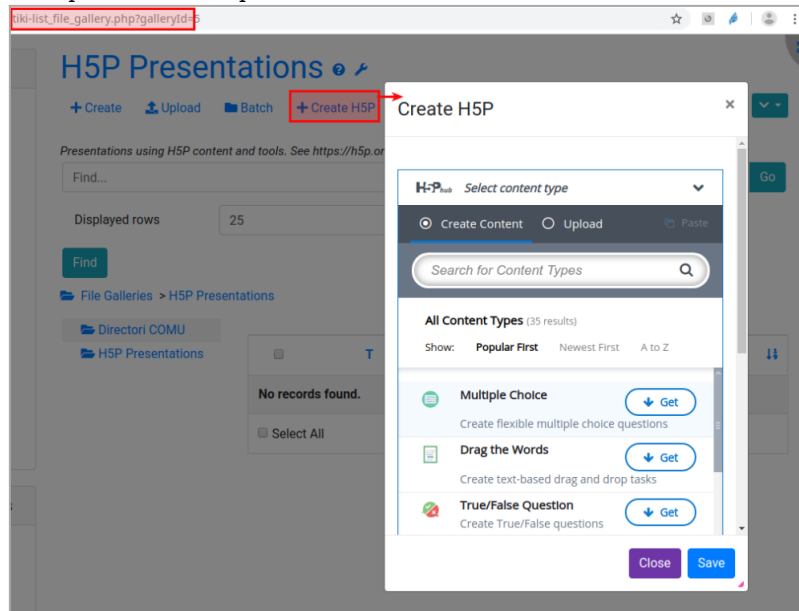 tiki-list_file_gallery.php?galleryId=5
H5P Presentations
+ Create Upload Batch + Create H5P
Presentations using H5P content and tools. See https://h5p.or
Find...
Go
Displayed rows 25
Find
File Galleries > H5P Presentations
Directori COMU
H5P Presentations
T
No records found.
Select All
Create H5P ×
H5P hub Select content type
Create Content Upload Paste
Search for Content Types
All Content Types (35 results)
Show: Popular First Newest First A to Z
Multiple Choice
Get
Create flexible multiple choice questions
Drag the Words
Get
Create text-based drag and drop tasks
True/False Question
Get
Create True/False questions
Close Save